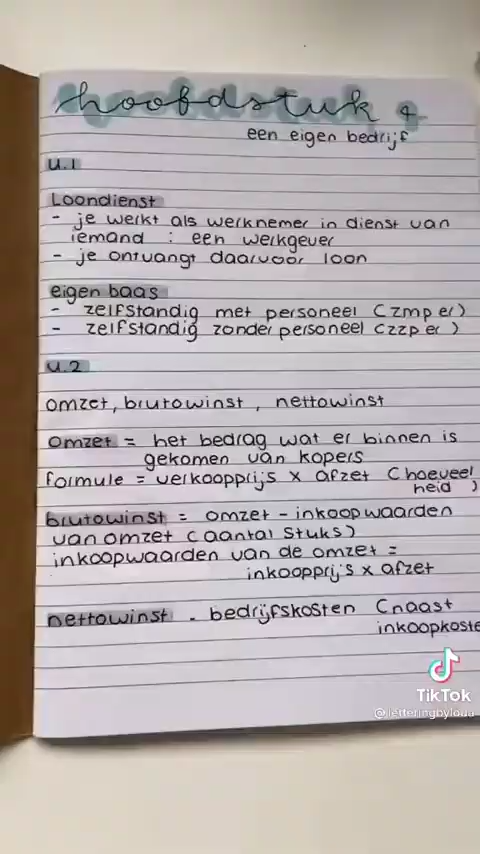 hoofdstuk 4
een eigen bedrijf
4.1
Loondienst
- je werkt als werknemer in dienst van
iemand : een werkgever
- je ontvangt daarvoor loon
eigen baas
- zelfstandig met personeel (zmp er)
- zelfstandig zonder personeel (zzp er)
4.2
omzet, brutowinst, nettowinst
omzet = het bedrag wat er binnen is
gekomen van kopers
formule = verkoopprijs x afzet (hoeveel
heid)
brutowinst = omzet - inkoopwaarden
van omzet (aantal stuks)
inkoopwaarden van de omzet =
inkoopprijs x afzet
nettowinst - bedrijfskosten (naast
inkoopkoste
TikTok
@letteringbyloua